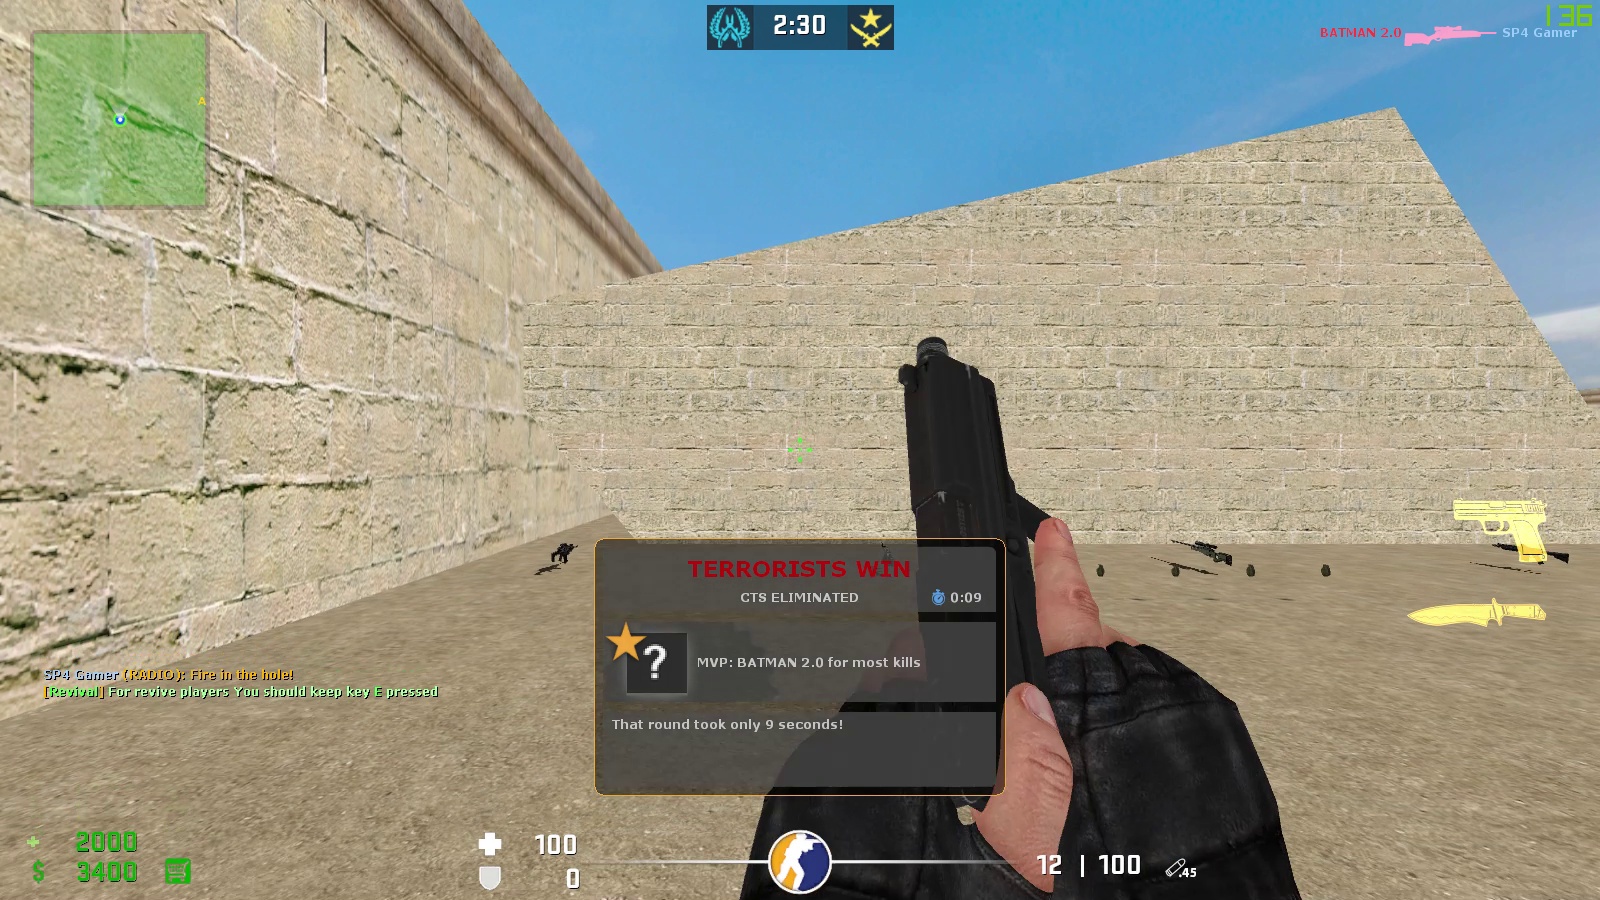 2:30
136
BATMAN 2.0 SP4 Gamer
A
TERRORISTS WIN
CTS ELIMINATED 0:09
?
MVP: BATMAN 2.0 for most kills
SP4 Gamer (RADIO): Fire in the hole!
[Revival] For revive players You should keep key E pressed
That round took only 9 seconds!
+ 2000
$ 3400
100
0
12 | 100 .45